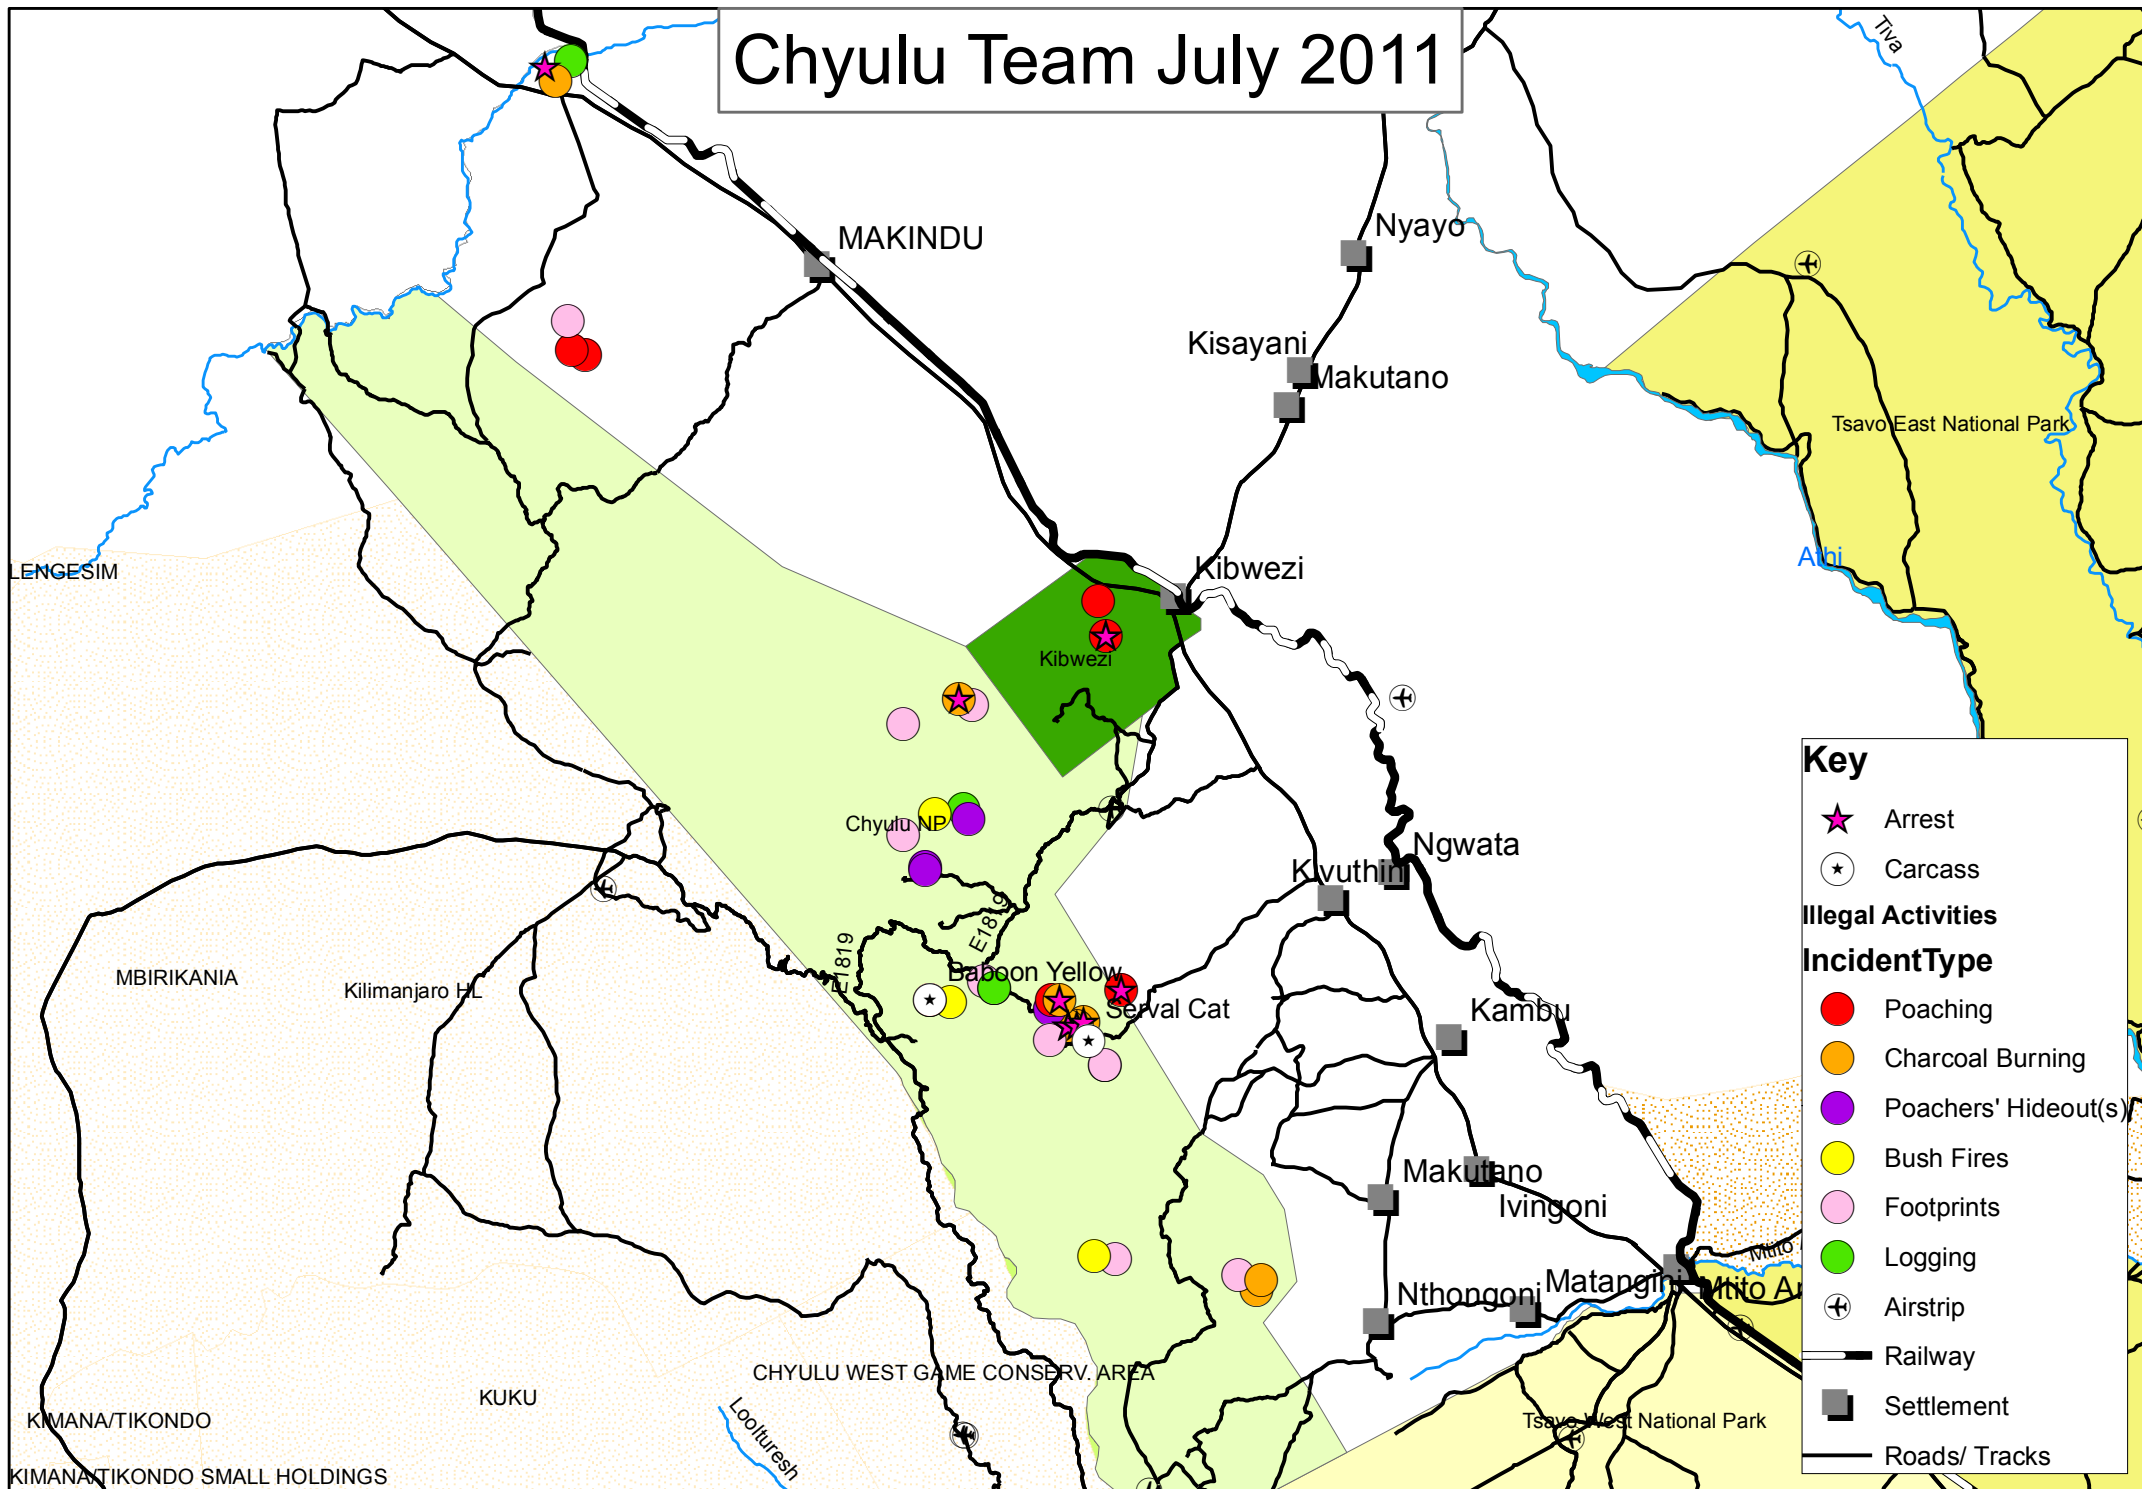 Chyulu Team July 2011
Tiva
Nyayo
MAKINDU
Kisayani
Makutano
Tsavo East National Park
Athi
Kibwezi
LENGESIM
Kibwezi
Chyulu NP
Ngwata
Kivuthini
E1819
E1819
Baboon Yellow
MBIRIKANIA
Kilimanjaro HL
Serval Cat
Kambu
Makutano
Ivingoni
Mtito
Matangini
Mtito An
Nthongoni
CHYULU WEST GAME CONSERV. AREA
KUKU
Loolturesh
KIMANA/TIKONDO
Tsavo West National Park
KIMANA/TIKONDO SMALL HOLDINGS
Key
Arrest
Carcass
Illegal Activities
IncidentType
Poaching
Charcoal Burning
Poachers' Hideout(s)
Bush Fires
Footprints
Logging
Airstrip
Railway
Settlement
Roads/ Tracks